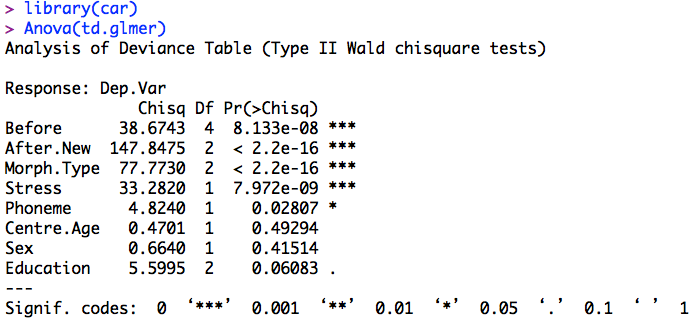 > library(car)
> Anova(td.glmer)
Analysis of Deviance Table (Type II Wald chisquare tests)

Response: Dep.Var
              Chisq Df Pr(>Chisq)
Before      38.6743  4  8.133e-08 ***
After.New  147.8475  2  < 2.2e-16 ***
Morph.Type  77.7730  2  < 2.2e-16 ***
Stress      33.2820  1  7.972e-09 ***
Phoneme      4.8240  1    0.02807 *
Centre.Age   0.4701  1    0.49294
Sex          0.6640  1    0.41514
Education    5.5995  2    0.06083 .
---
Signif. codes:  0 ‘***’ 0.001 ‘**’ 0.01 ‘*’ 0.05 ‘.’ 0.1 ‘ ’ 1